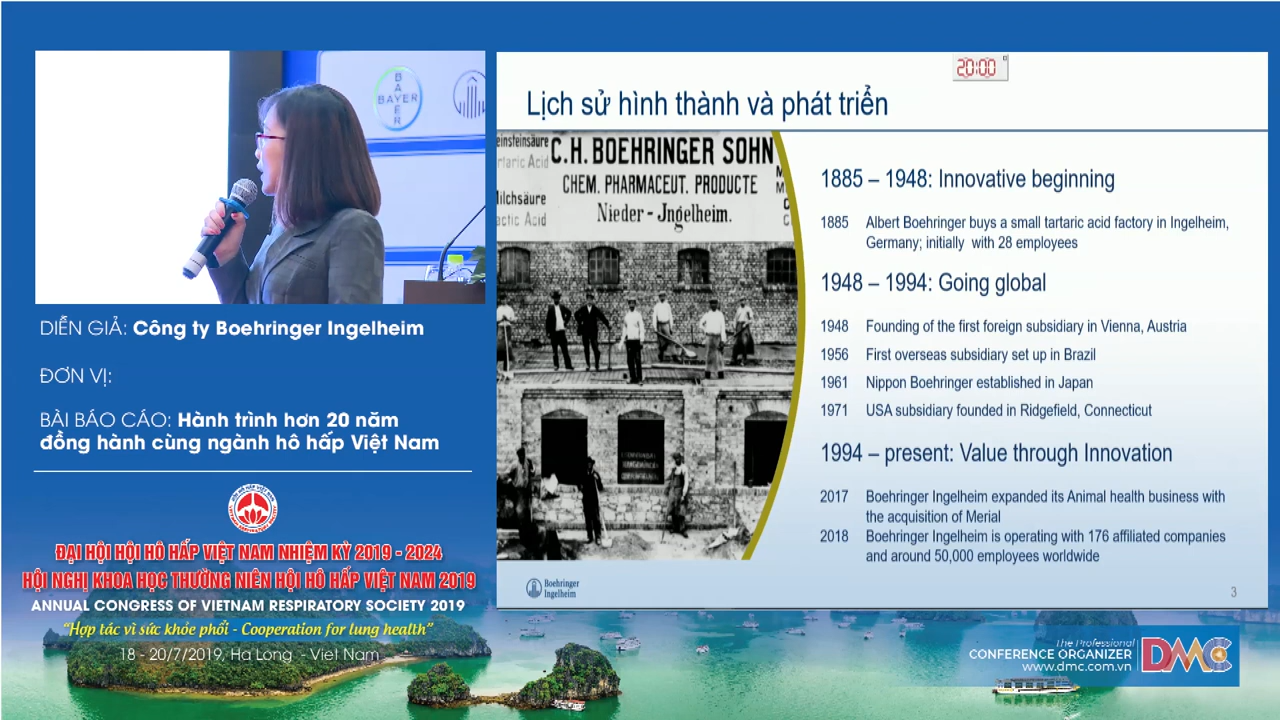 BAYER
BAYER
DIỄN GIẢ: Công ty Boehringer Ingelheim
ĐƠN VỊ:
BÀI BÁO CÁO: Hành trình hơn 20 năm
đồng hành cùng ngành hô hấp Việt Nam
ĐẠI HỘI HỘI HÔ HẤP VIỆT NAM NHIỆM KỲ 2019 - 2024
HỘI NGHỊ KHOA HỌC THƯỜNG NIÊN HỘI HÔ HẤP VIỆT NAM 2019
ANNUAL CONGRESS OF VIETNAM RESPIRATORY SOCIETY 2019
“Hợp tác vì sức khỏe phổi - Cooperation for lung health”
18 - 20/7/2019, Ha Long - Viet Nam
20:00
Lịch sử hình thành và phát triển
einsteinsäure
rtaric Acid
Milchsäure
actic Acid
C.H. BOEHRINGER SOHN
CHEM. PHARMACEUT. PRODUCTE
Nieder-Jngelheim.
1885 – 1948: Innovative beginning
1885 Albert Boehringer buys a small tartaric acid factory in Ingelheim,
Germany; initially with 28 employees
1948 – 1994: Going global
1948 Founding of the first foreign subsidiary in Vienna, Austria
1956 First overseas subsidiary set up in Brazil
1961 Nippon Boehringer established in Japan
1971 USA subsidiary founded in Ridgefield, Connecticut
1994 – present: Value through Innovation
2017 Boehringer Ingelheim expanded its Animal health business with
the acquisition of Merial
2018 Boehringer Ingelheim is operating with 176 affiliated companies
and around 50,000 employees worldwide
Boehringer
Ingelheim
3
The Professional
CONFERENCE ORGANIZER
www.dmc.com.vn
DMC